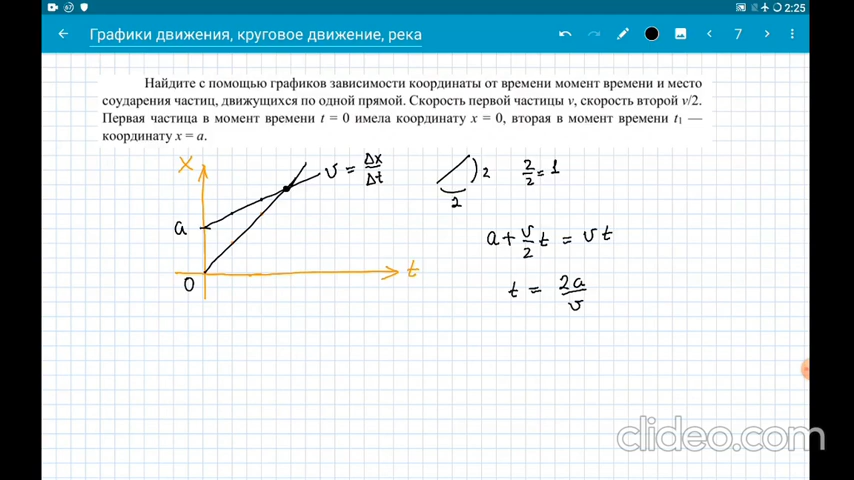 2:25
Графики движения, круговое движение, река
7
Найдите с помощью графиков зависимости координаты от времени момент времени и место
соударения частиц, движущихся по одной прямой. Скорость первой частицы v, скорость второй v/2.
Первая частица в момент времени t = 0 имела координату x = 0, вторая в момент времени t₁ —
координату x = a.
x
v = Δx/Δt
2
2
2/2 = 1
a
a + v/2 t = v t
t
0
t = 2a/v
clideo.com